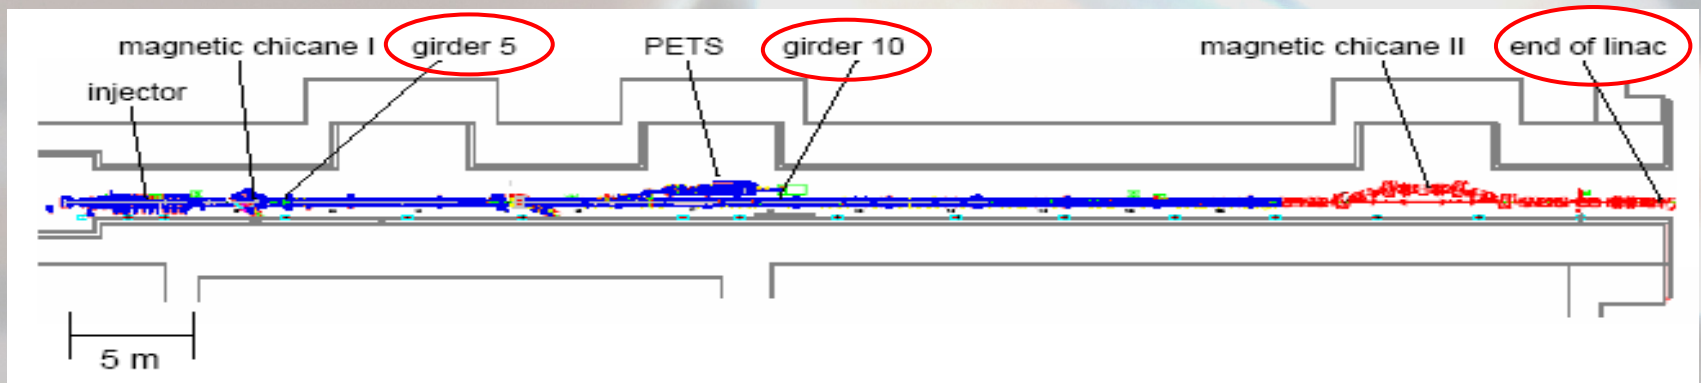 magnetic chicane I girder 5 PETS girder 10 magnetic chicane II end of linac
injector
5 m